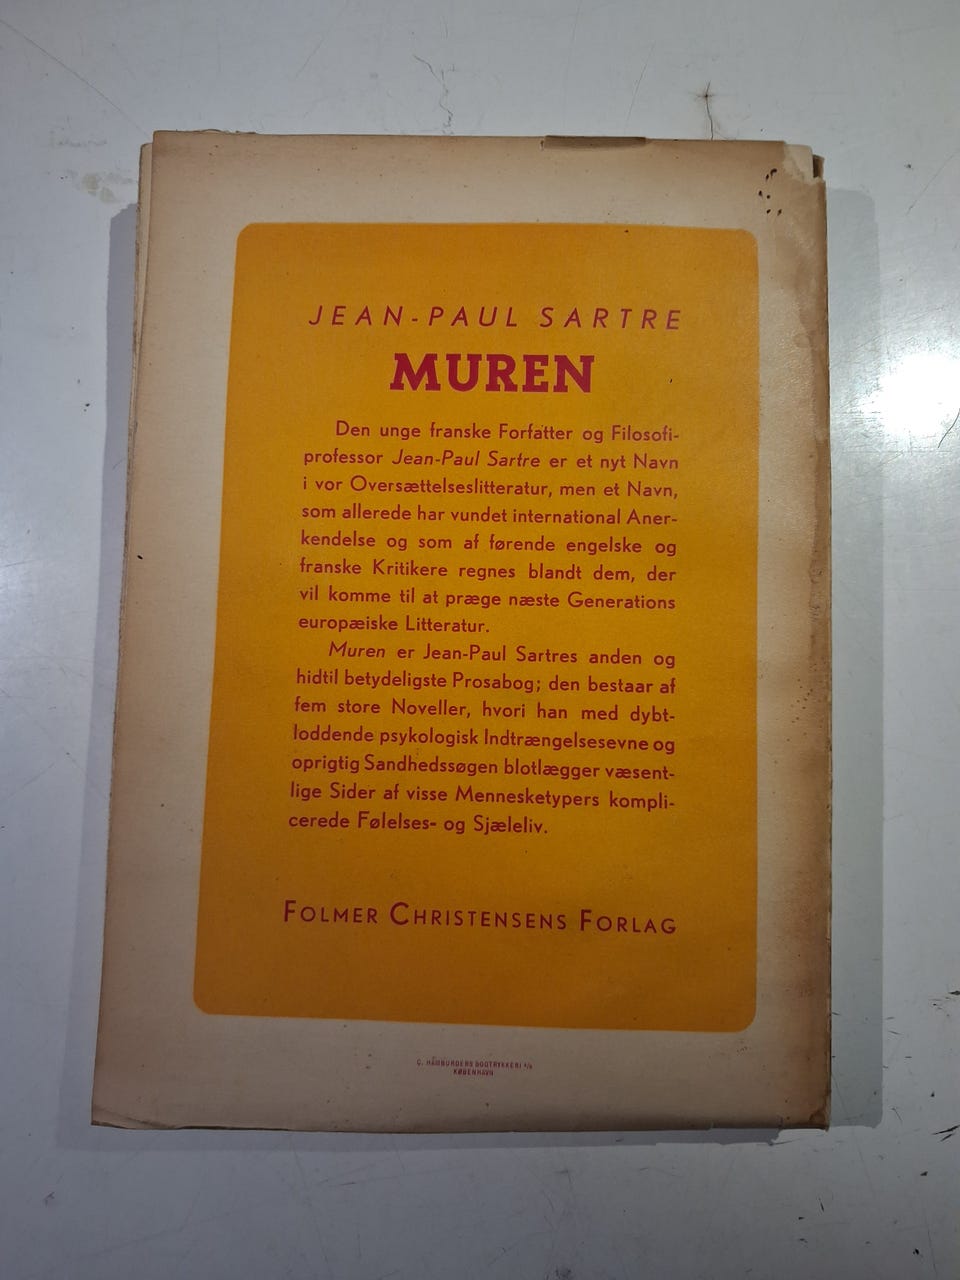 JEAN-PAUL SARTRE
MUREN
Den unge franske Forfatter og Filosofi-
professor Jean-Paul Sartre er et nyt Navn
i vor Oversættelseslitteratur, men et Navn,
som allerede har vundet international Aner-
kendelse og som af førende engelske og
franske Kritikere regnes blandt dem, der
vil komme til at præge næste Generations
europæiske Litteratur.
Muren er Jean-Paul Sartres anden og
hidtil betydeligste Prosabog; den bestaar af
fem store Noveller, hvori han med dybt-
loddende psykologisk Indtrængelsesevne og
oprigtig Sandhedssøgen blotlægger væsent-
lige Sider af visse Mennesketypers kompli-
cerede Følelses- og Sjæleliv.
FOLMER CHRISTENSENS FORLAG
C. HAMBURGERS BOGTRYKKERI A/S
KØBENHAVN